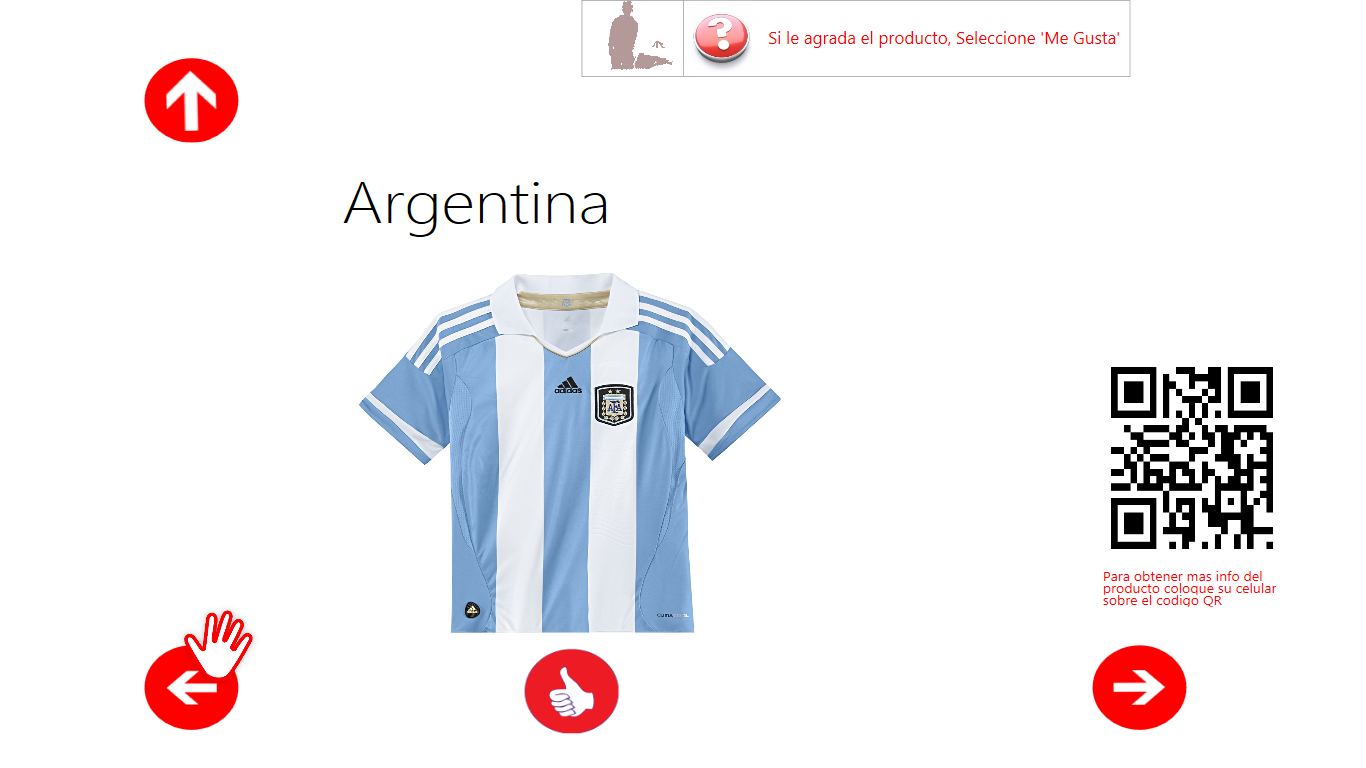 Si le agrada el producto, Seleccione 'Me Gusta'
Argentina
adidas
AFA
Para obtener mas info del
producto coloque su celular
sobre el codigo QR